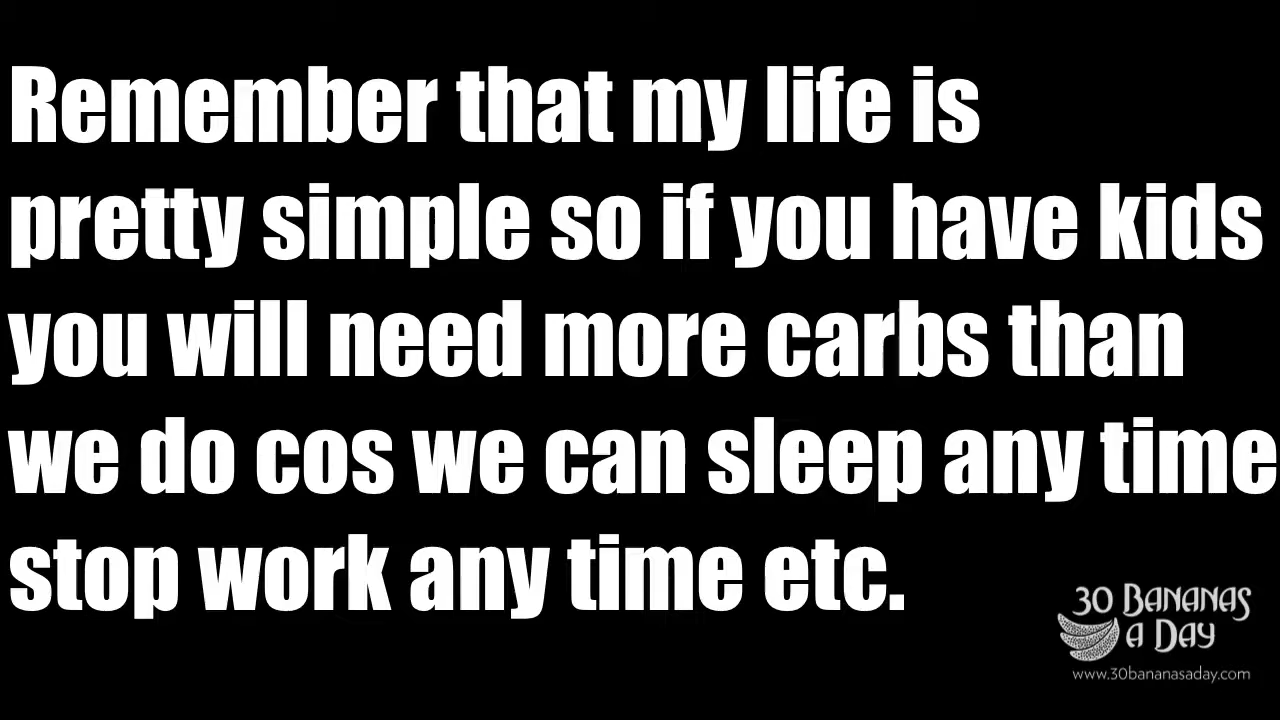 Remember that my life is
pretty simple so if you have kids
you will need more carbs than
we do cos we can sleep any time
stop work any time etc.
30 BANANAS
A DAY
www.30bananasaday.com